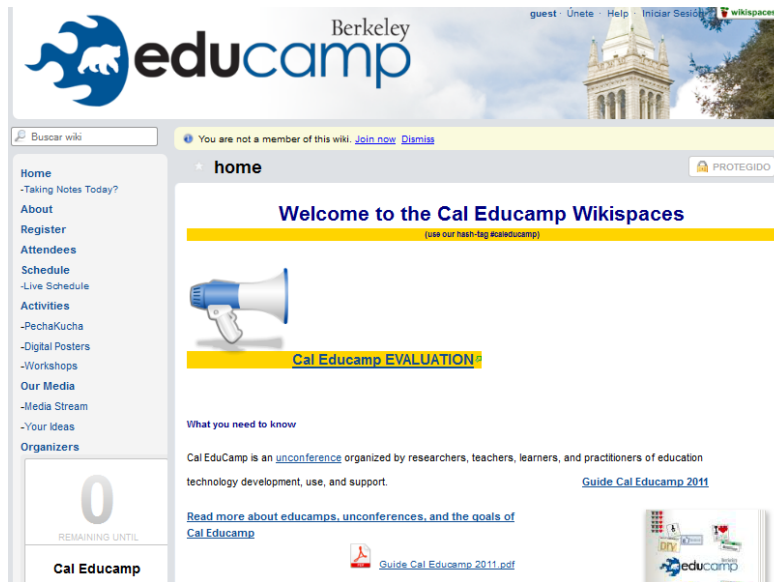 Berkeley
educamp
guest · Únete · Help · Iniciar Sesión
wikispaces
Buscar wiki
You are not a member of this wiki. Join now Dismiss
home
PROTEGIDO
Home
-Taking Notes Today?
About
Register
Attendees
Schedule
-Live Schedule
Activities
-PechaKucha
-Digital Posters
-Workshops
Our Media
-Media Stream
-Your Ideas
Organizers
0
REMAINING UNTIL
Cal Educamp
Welcome to the Cal Educamp Wikispaces
(use our hash-tag #caleducamp)
Cal Educamp EVALUATION
What you need to know
Cal EduCamp is an unconference organized by researchers, teachers, learners, and practitioners of education
technology development, use, and support.
Guide Cal Educamp 2011
Read more about educamps, unconferences, and the goals of
Cal Educamp
Guide Cal Educamp 2011.pdf
DIY
Berkeley
educamp